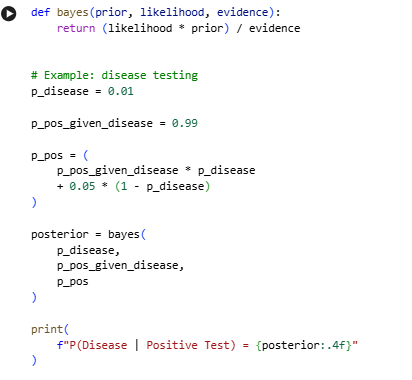 def bayes(prior, likelihood, evidence):
    return (likelihood * prior) / evidence
# Example: disease testing
p_disease = 0.01
p_pos_given_disease = 0.99
p_pos = (
    p_pos_given_disease * p_disease
    + 0.05 * (1 - p_disease)
)
posterior = bayes(
    p_disease,
    p_pos_given_disease,
    p_pos
)
print(
    f"P(Disease | Positive Test) = {posterior:.4f}"
)